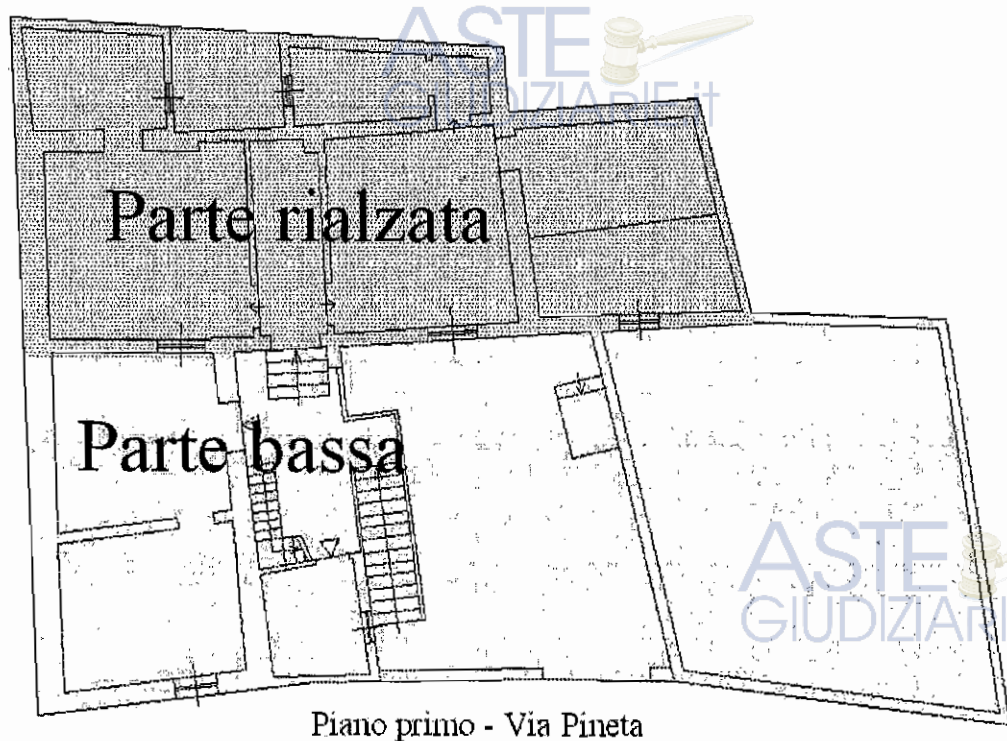 ASTE
GIUDIZIARIE.it
Parte rialzata
Parte bassa
ASTE
GIUDIZIARI
Piano primo - Via Pineta